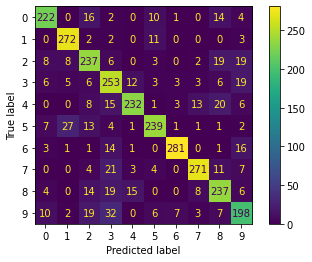 True label
0 222 0 16 2 0 10 1 0 14 4
1 0 272 2 2 0 11 0 0 0 3
2 8 8 237 6 0 3 0 2 19 19
3 6 5 6 253 12 3 3 3 6 19
4 0 0 8 15 232 1 3 13 20 6
5 7 27 13 4 1 239 1 1 1 2
6 3 1 1 14 1 0 281 0 1 16
7 0 0 4 21 3 4 0 271 11 7
8 4 0 14 19 15 0 0 8 237 6
9 10 2 19 32 0 6 7 3 7 198
0 1 2 3 4 5 6 7 8 9
Predicted label
250
200
150
100
50
0